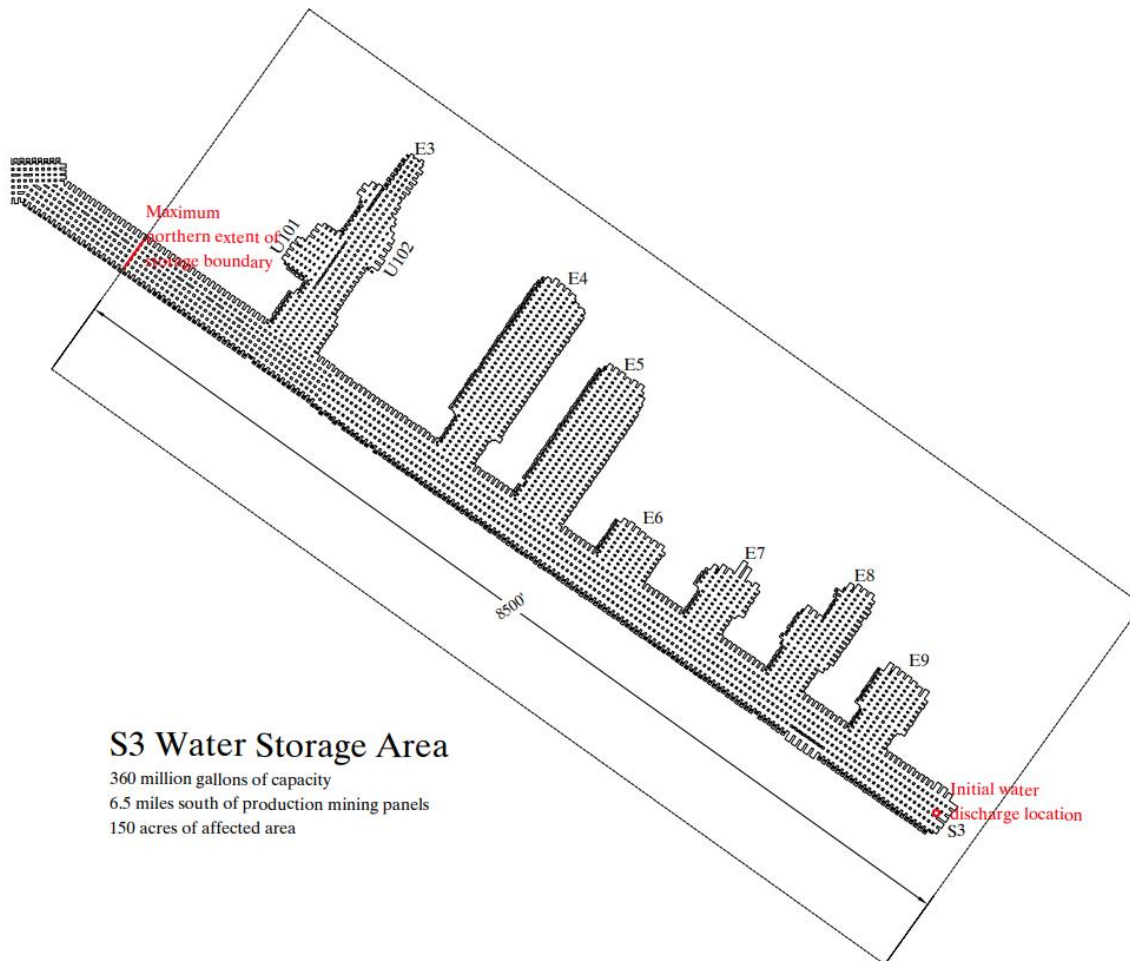 E3
Maximum
northern extent of
storage boundary
U101
U102
E4
E5
E6
E7
E8
E9
8500'
S3 Water Storage Area
360 million gallons of capacity
6.5 miles south of production mining panels
150 acres of affected area
Initial water
discharge location
S3